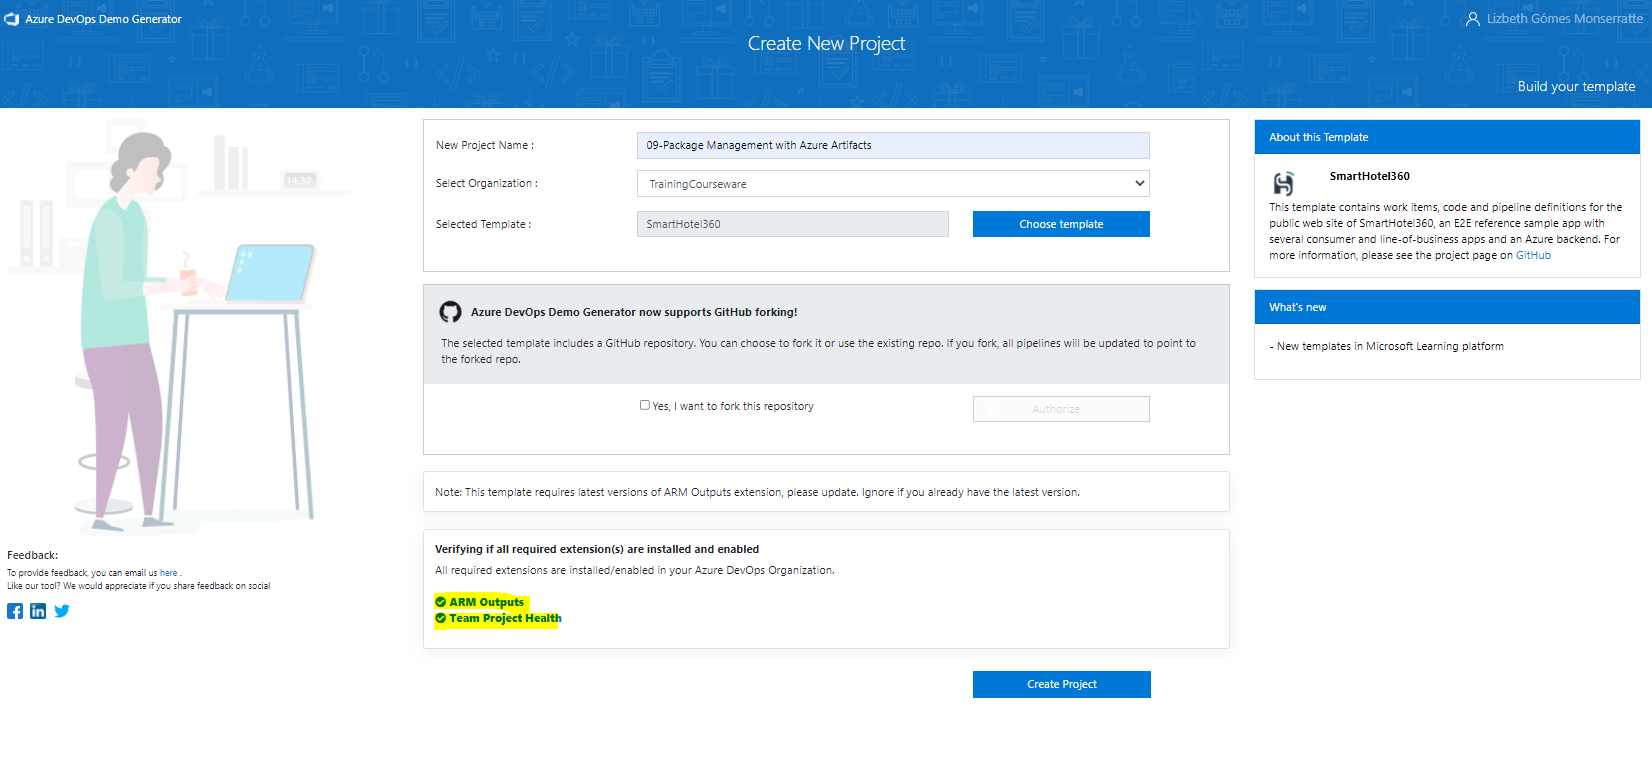 Azure DevOps Demo Generator
Lizbeth Gómes Monserratte
Create New Project
Build your template
14:30
New Project Name :
09-Package Management with Azure Artifacts
Select Organization :
TrainingCourseware
Selected Template :
SmartHotel360
Choose template
Azure DevOps Demo Generator now supports GitHub forking!
The selected template includes a GitHub repository. You can choose to fork it or use the existing repo. If you fork, all pipelines will be updated to point to
the forked repo.
Yes, I want to fork this repository
Authorize
Note: This template requires latest versions of ARM Outputs extension, please update. Ignore if you already have the latest version.
Verifying if all required extension(s) are installed and enabled
All required extensions are installed/enabled in your Azure DevOps Organization.
ARM Outputs
Team Project Health
Create Project
About this Template
SmartHotel360
This template contains work items, code and pipeline definitions for the
public web site of SmartHotel360, an E2E reference sample app with
several consumer and line-of-business apps and an Azure backend. For
more information, please see the project page on GitHub
What's new
- New templates in Microsoft Learning platform
Feedback:
To provide feedback, you can email us here .
Like our tool? We would appreciate if you share feedback on social